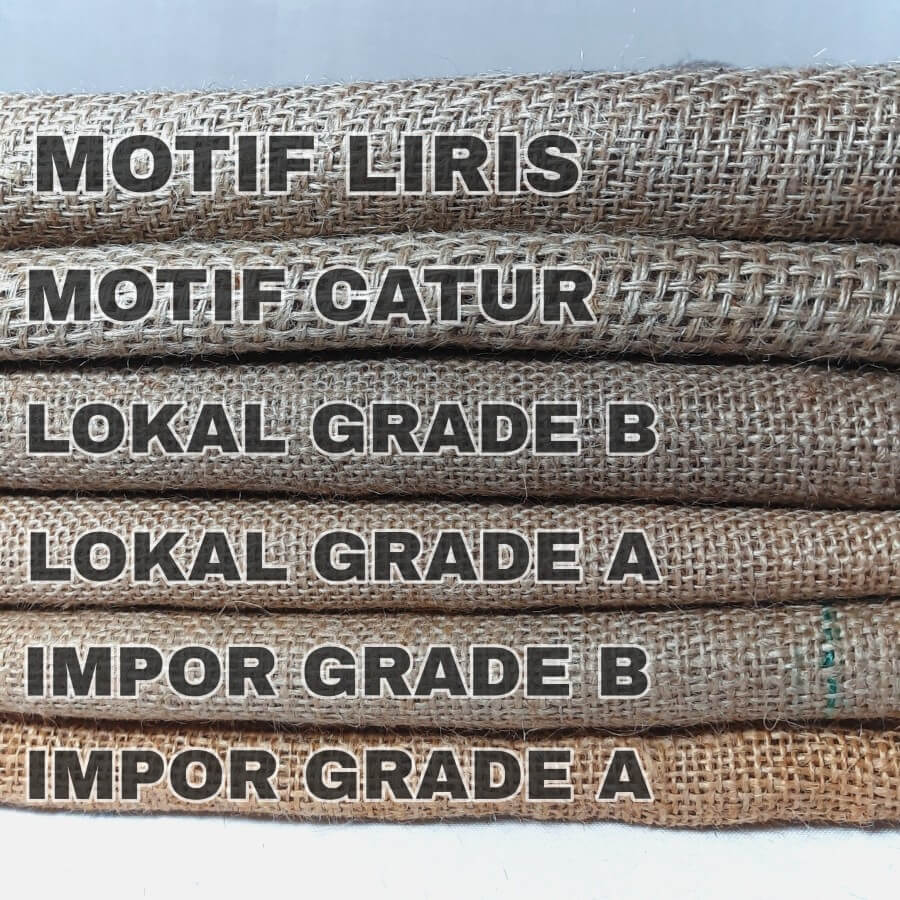 MOTIF LIRIS
MOTIF CATUR
LOKAL GRADE B
LOKAL GRADE A
IMPOR GRADE B
IMPOR GRADE A